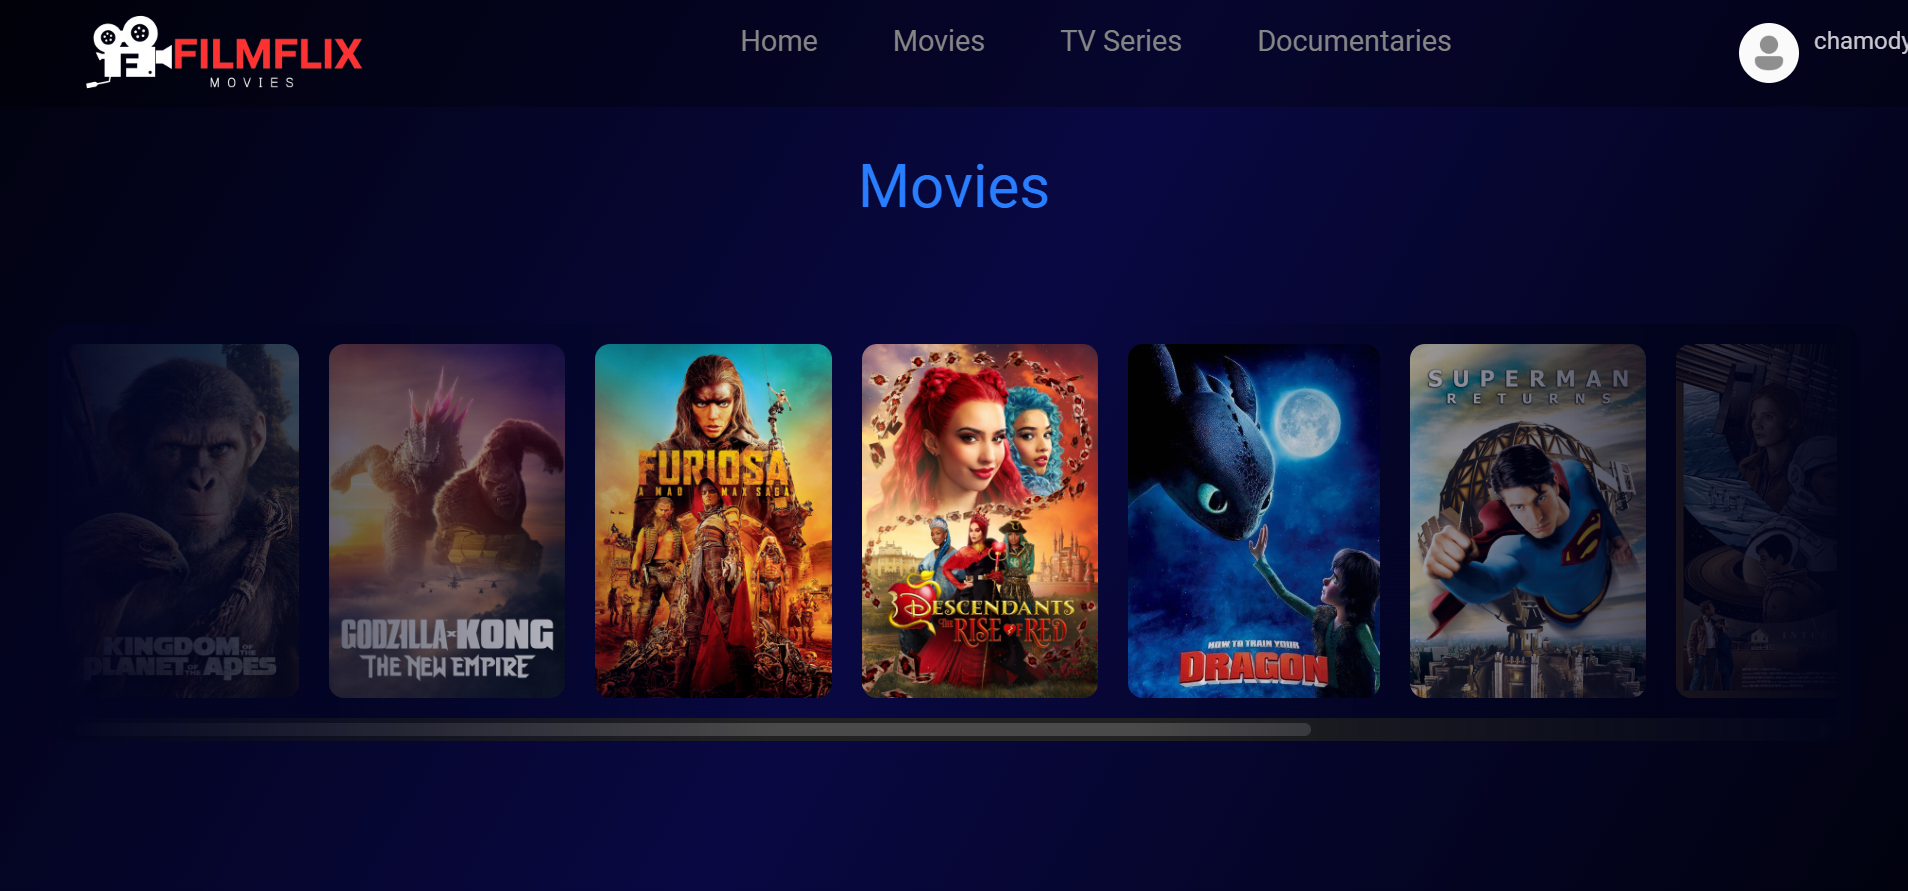 FILMFLIX
MOVIES
Home
Movies
TV Series
Documentaries
chamody
Movies
KINGDOM OF THE
PLANET OF THE APES
GODZILLA x KONG
THE NEW EMPIRE
FURIOSA
A MAD MAX SAGA
DESCENDANTS
THE RISE OF RED
HOW TO TRAIN YOUR
DRAGON
SUPERMAN
RETURNS